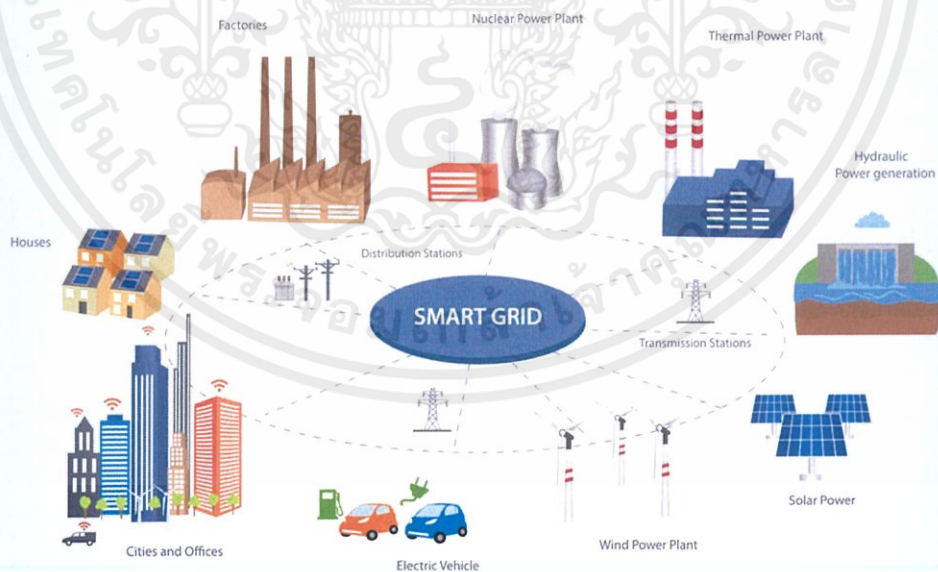 Factories
Nuclear Power Plant
Thermal Power Plant
Hydraulic
Power generation
Houses
Distribution Stations
SMART GRID
Transmission Stations
Solar Power
Wind Power Plant
Cities and Offices
Electric Vehicle